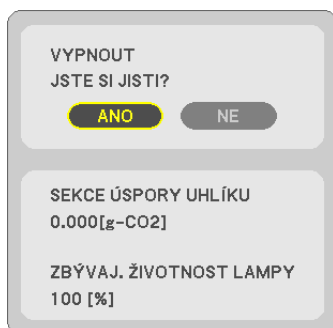 VYPNOUT
JSTE SI JISTI?
ANO NE
SEKCE ÚSPORY UHLÍKU
0.000[g-CO2]
ZBÝVAJ. ŽIVOTNOST LAMPY
100 [%]